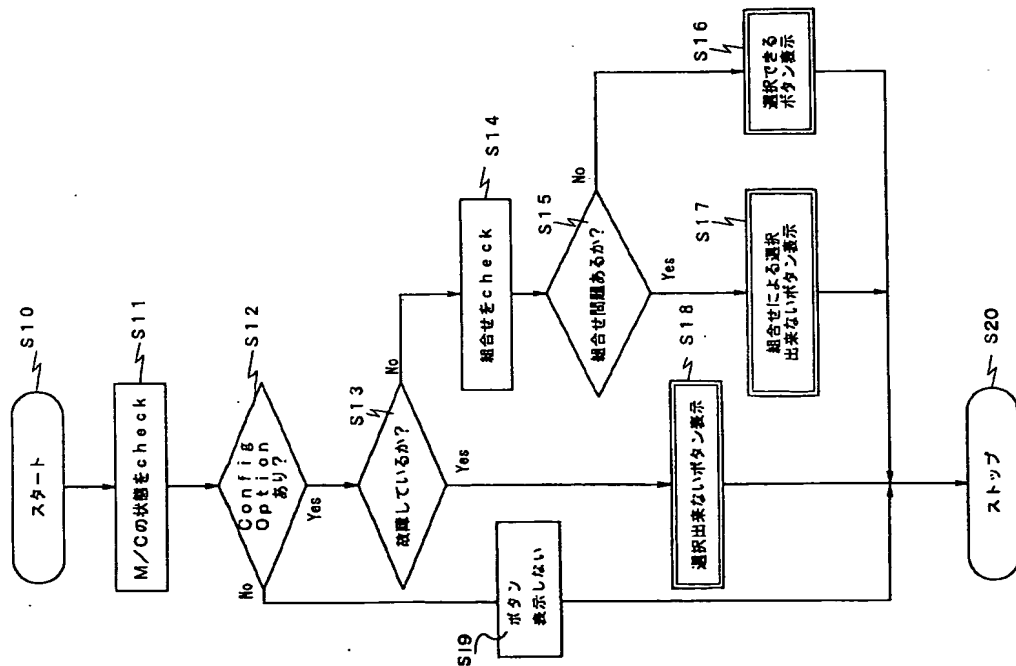 スタート
S10
M/Cの状態をcheck
S11
Config
Option
あり?
S12
No
Yes
故障しているか?
S13
No
Yes
組合せをcheck
S14
組合せ問題あるか?
S15
No
Yes
選択できる
ボタン表示
S16
組合せによる選択
出来ないボタン表示
S17
選択出来ないボタン表示
S18
ボタン
表示しない
S19
ストップ
S20